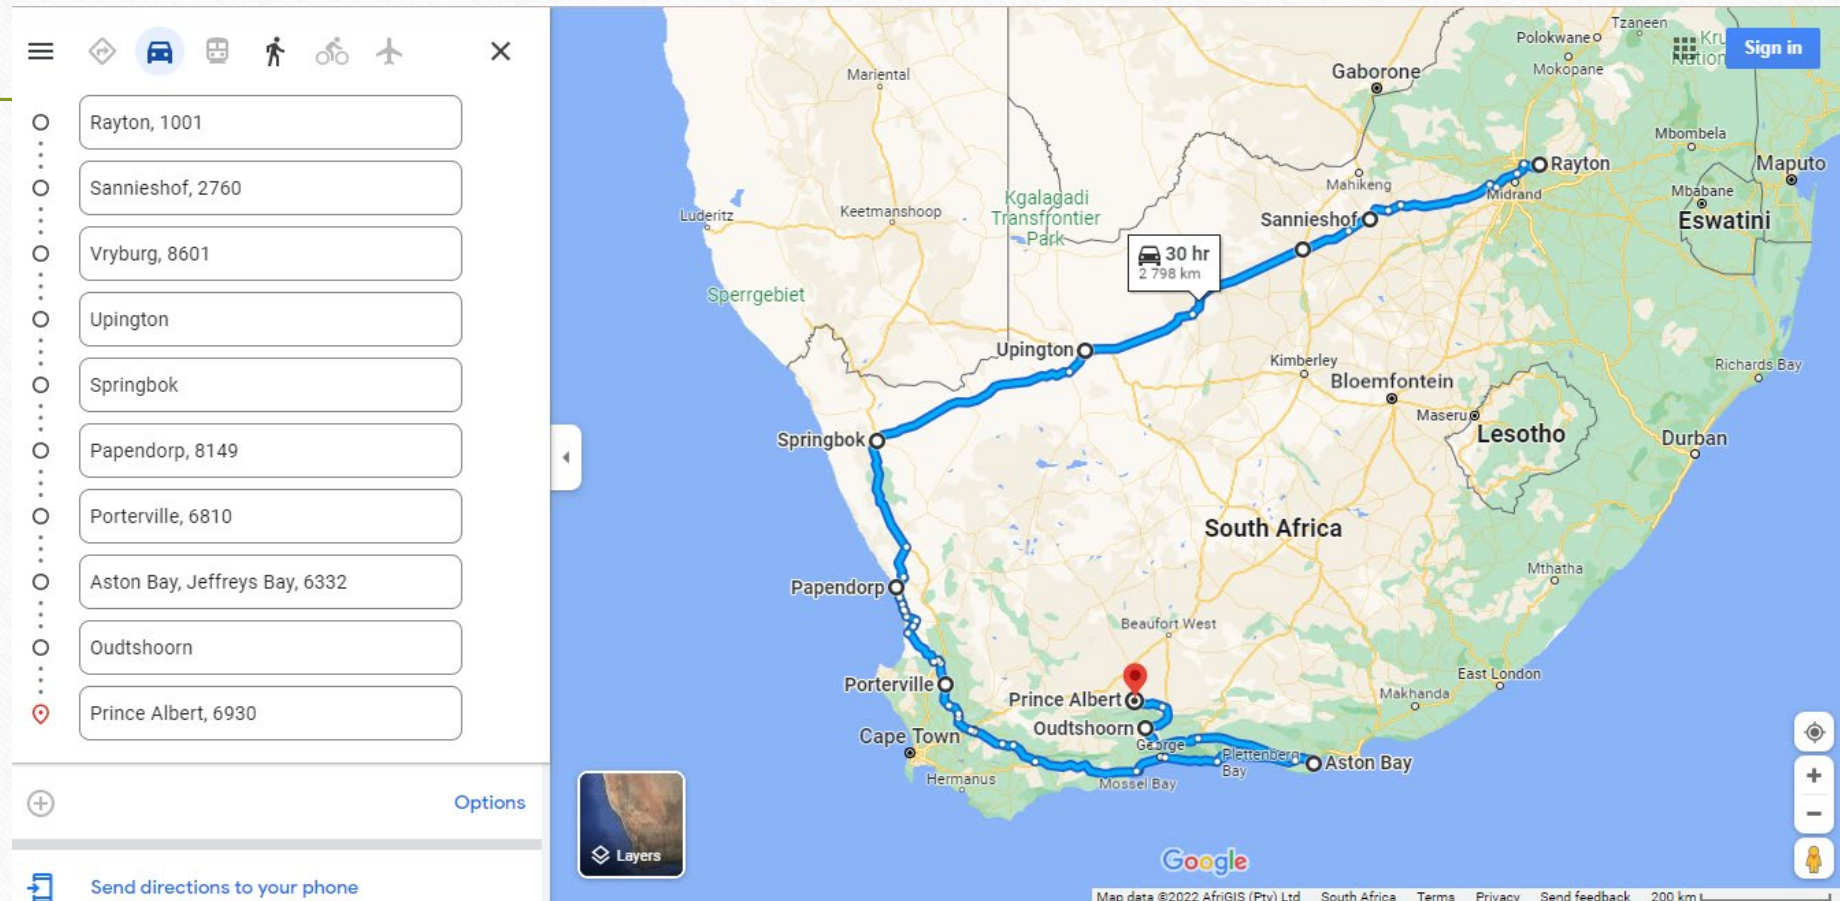 Rayton, 1001
Sannieshof, 2760
Vryburg, 8601
Upington
Springbok
Papendorp, 8149
Porterville, 6810
Aston Bay, Jeffreys Bay, 6332
Oudtshoorn
Prince Albert, 6930
Options
Send directions to your phone
Tzaneen
Polokwane
Sign in
Mokopane
Gaborone
Mariental
Mbombela
Rayton
Maputo
Mahikeng
Midrand
Mbabane
Kgalagadi
Transfrontier
Park
Luderitz
Keetmanshoop
Sannieshof
Eswatini
30 hr
2 798 km
Sperrgebiet
Upington
Kimberley
Bloemfontein
Richards Bay
Maseru
Lesotho
Springbok
Durban
South Africa
Papendorp
Mthatha
Beaufort West
East London
Porterville
Prince Albert
Makhanda
Oudtshoorn
Cape Town
George
Plettenberg
Bay
Aston Bay
Hermanus
Mossel Bay
Layers
Google
Map data ©2022 AfriGIS (Pty) Ltd South Africa Terms Privacy Send feedback 200 km